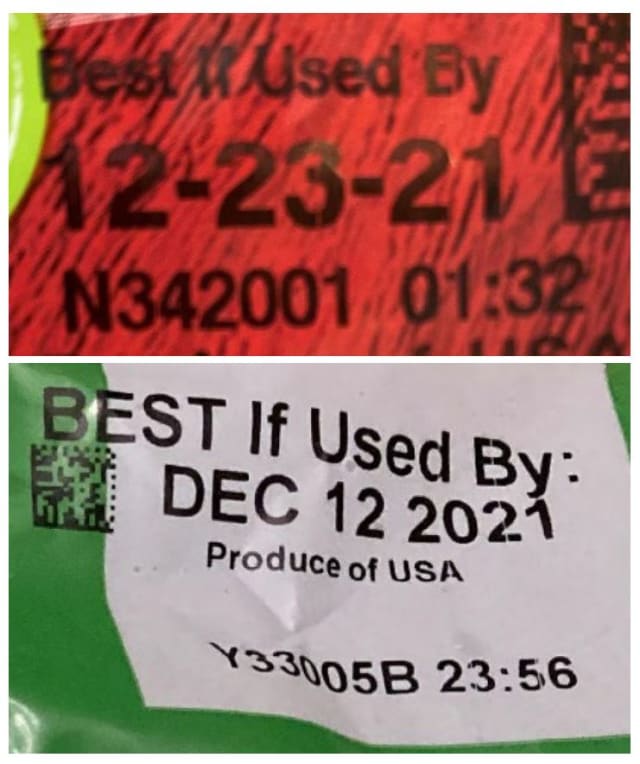 Best If Used By
12-23-21
N342001 01:32
USA
BEST If Used By:
DEC 12 2021
Produce of USA
Y33005B 23:56